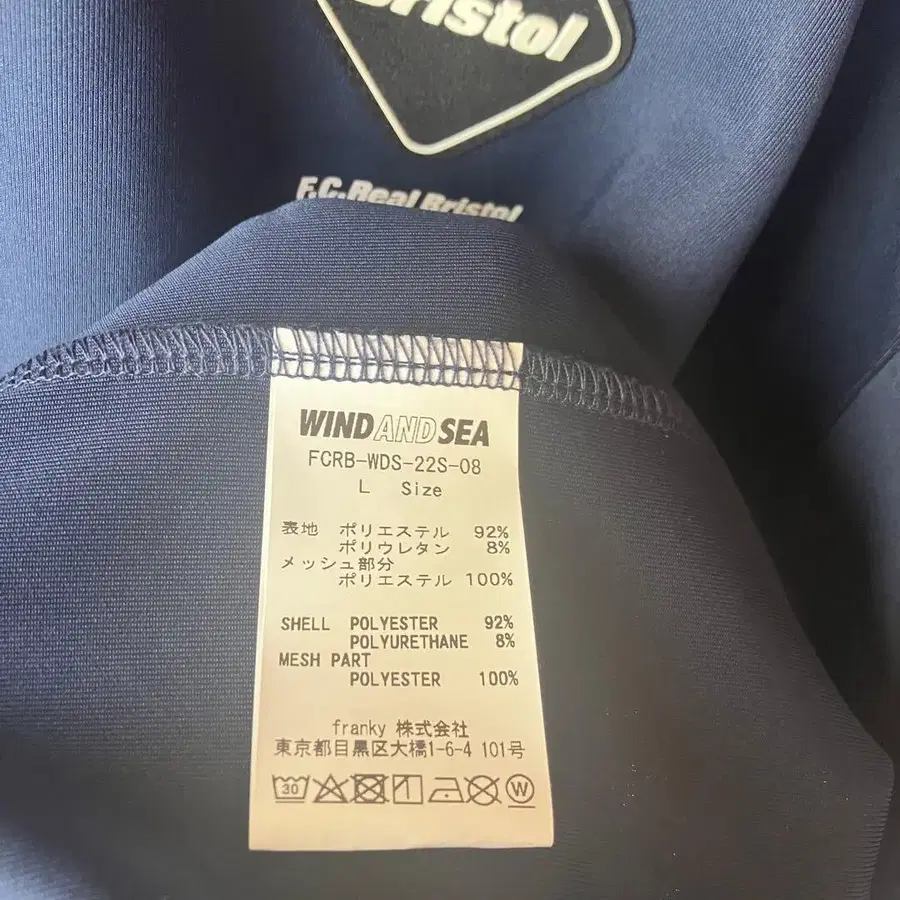 Bristol
F.C.Real Bristol
WINDANDSEA
FCRB-WDS-22S-08
L Size
表地 ポリエステル 92%
ポリウレタン 8%
メッシュ部分
ポリエステル 100%
SHELL POLYESTER 92%
POLYURETHANE 8%
MESH PART
POLYESTER 100%
franky 株式会社
東京都目黒区大橋1-6-4 101号
30 W